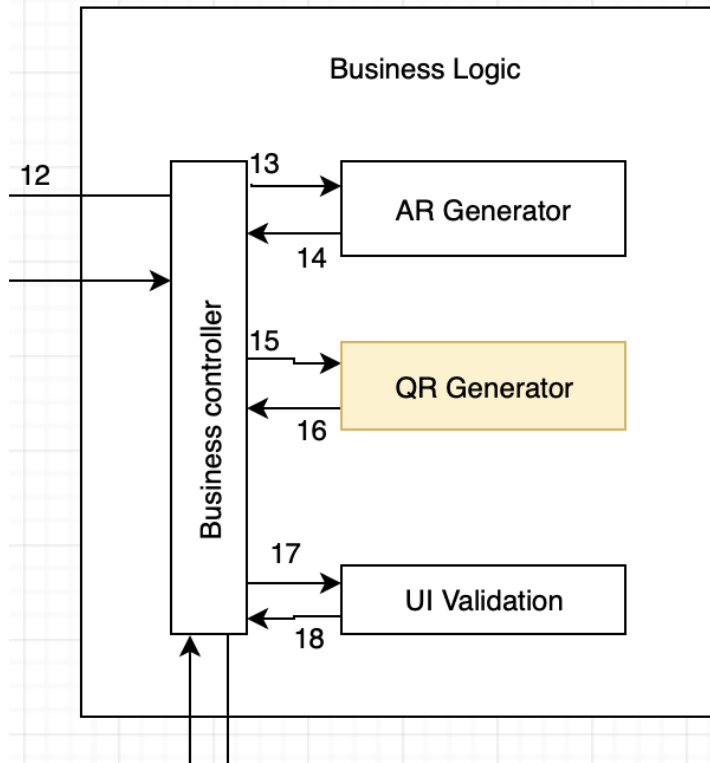 Business Logic
12
13
AR Generator
14
Business controller
15
QR Generator
16
17
UI Validation
18